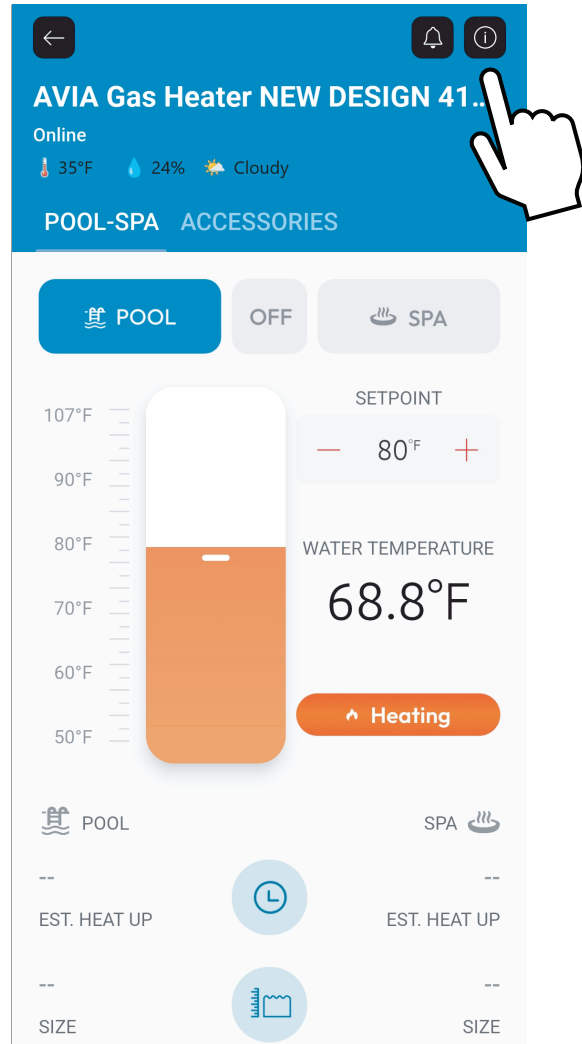 AVIA Gas Heater NEW DESIGN 41..
Online
35°F 24% Cloudy
POOL-SPA ACCESSORIES
POOL OFF SPA
SETPOINT
107°F
80°F
90°F
80°F
WATER TEMPERATURE
68.8°F
70°F
60°F
Heating
50°F
POOL SPA
-- --
EST. HEAT UP EST. HEAT UP
-- --
SIZE SIZE